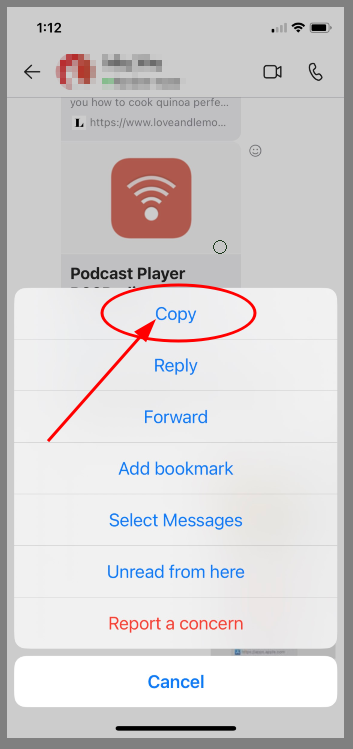 1:12
you how to cook quinoa perfe...
L https://www.loveandlemo...
Podcast Player
Copy
Reply
Forward
Add bookmark
Select Messages
Unread from here
Report a concern
Cancel